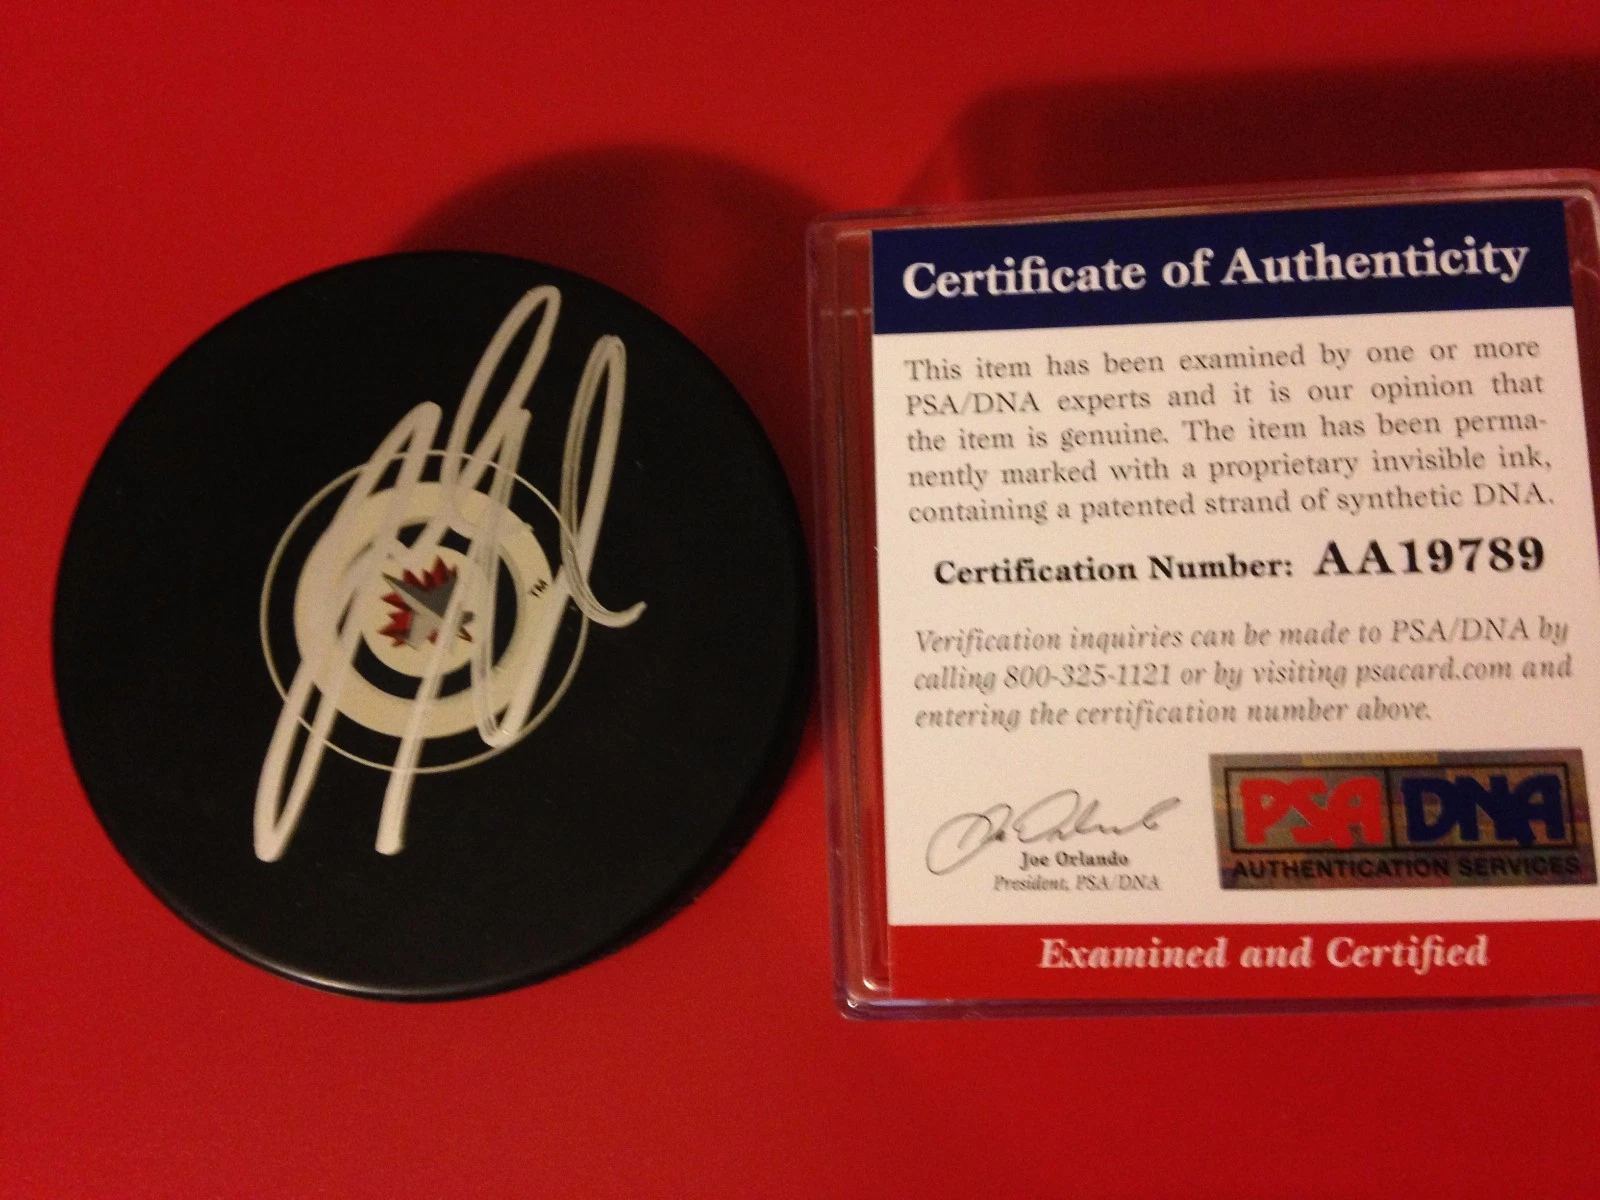 TM
Certificate of Authenticity
This item has been examined by one or more
PSA/DNA experts and it is our opinion that
the item is genuine. The item has been perma-
nently marked with a proprietary invisible ink,
containing a patented strand of synthetic DNA.
Certification Number: AA19789
Verification inquiries can be made to PSA/DNA by
calling 800-325-1121 or by visiting psacard.com and
entering the certification number above.
Joe Orlando
President, PSA/DNA
PSA DNA
AUTHENTICATION SERVICES
Examined and Certified